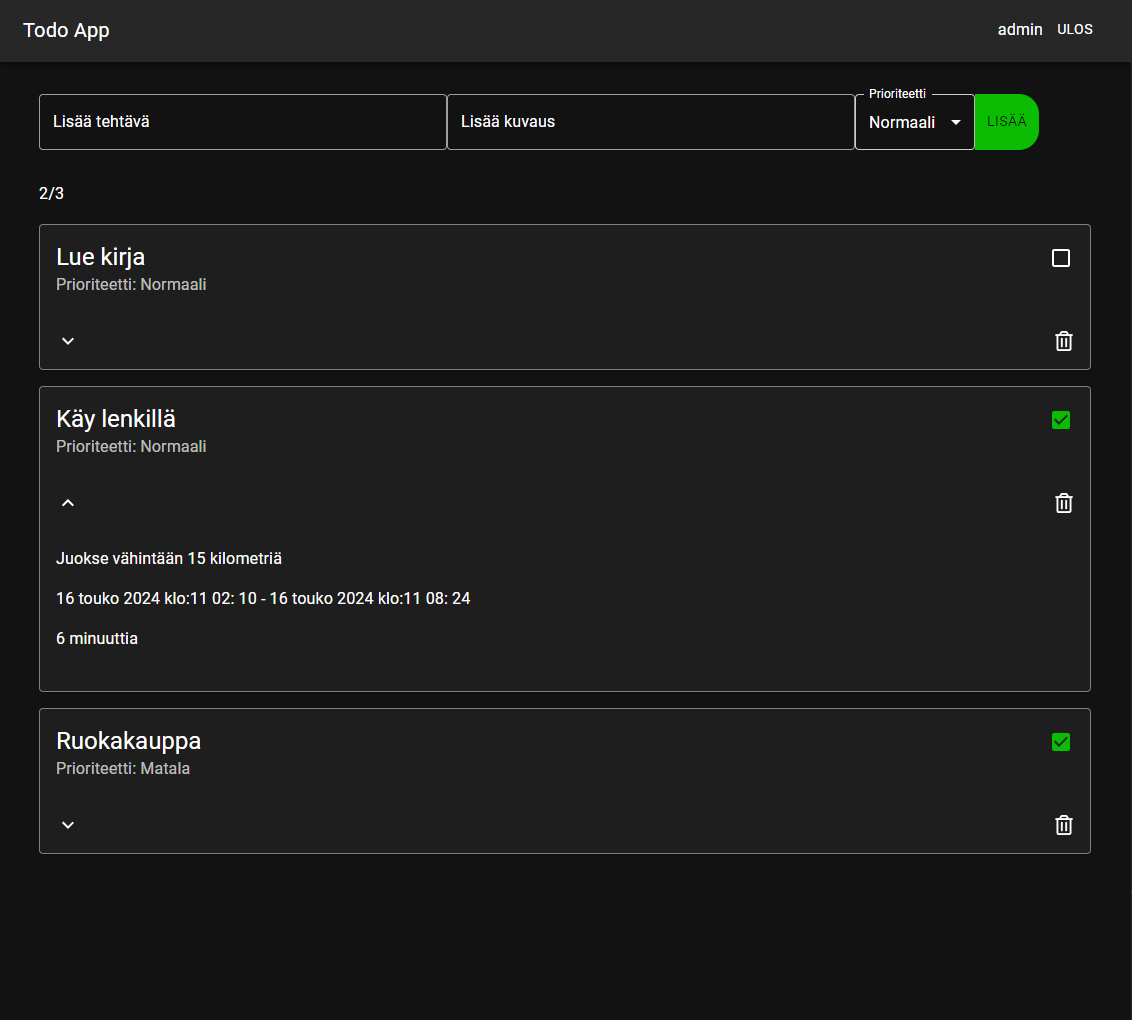 Todo App
admin ULOS
Prioriteetti
Lisää tehtävä Lisää kuvaus Normaali LISÄÄ
2/3
Lue kirja
Prioriteetti: Normaali
Käy lenkillä
Prioriteetti: Normaali
Juokse vähintään 15 kilometriä
16 touko 2024 klo:11 02: 10 - 16 touko 2024 klo:11 08: 24
6 minuuttia
Ruokakauppa
Prioriteetti: Matala